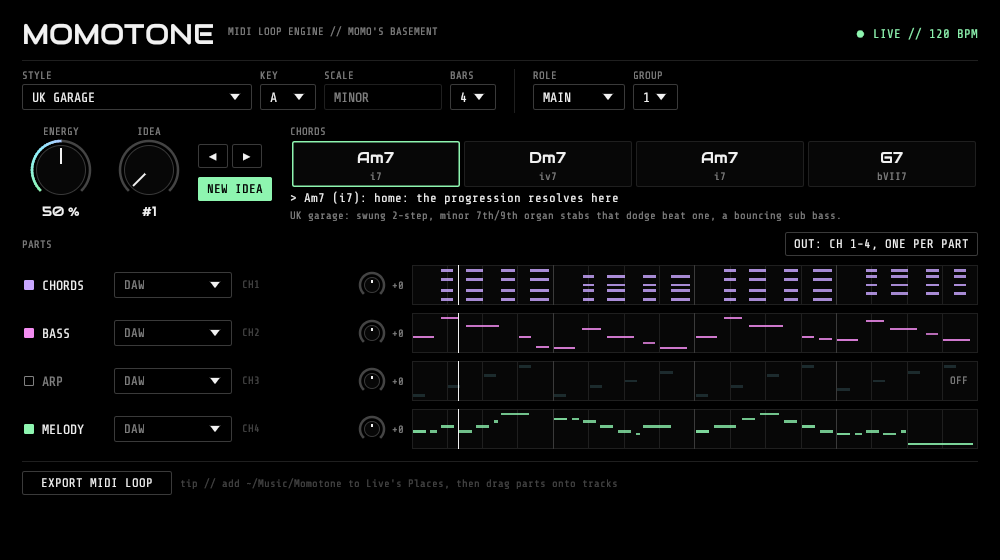 MOMOTONE
MIDI LOOP ENGINE // MOMO'S BASEMENT
LIVE // 120 BPM
STYLE KEY SCALE BARS ROLE GROUP
UK GARAGE A MINOR 4 MAIN 1
ENERGY IDEA CHORDS
Am7 Dm7 Am7 G7
i7 iv7 i7 bVII7
NEW IDEA
> Am7 (i7): home: the progression resolves here
50 % #1
UK garage: swung 2-step, minor 7th/9th organ stabs that dodge beat one, a bouncing sub bass.
PARTS
OUT: CH 1-4, ONE PER PART
CHORDS DAW CH1 +0
BASS DAW CH2 +0
ARP DAW CH3 +0 OFF
MELODY DAW CH4 +0
EXPORT MIDI LOOP
tip // add ~/Music/Momotone to Live's Places, then drag parts onto tracks